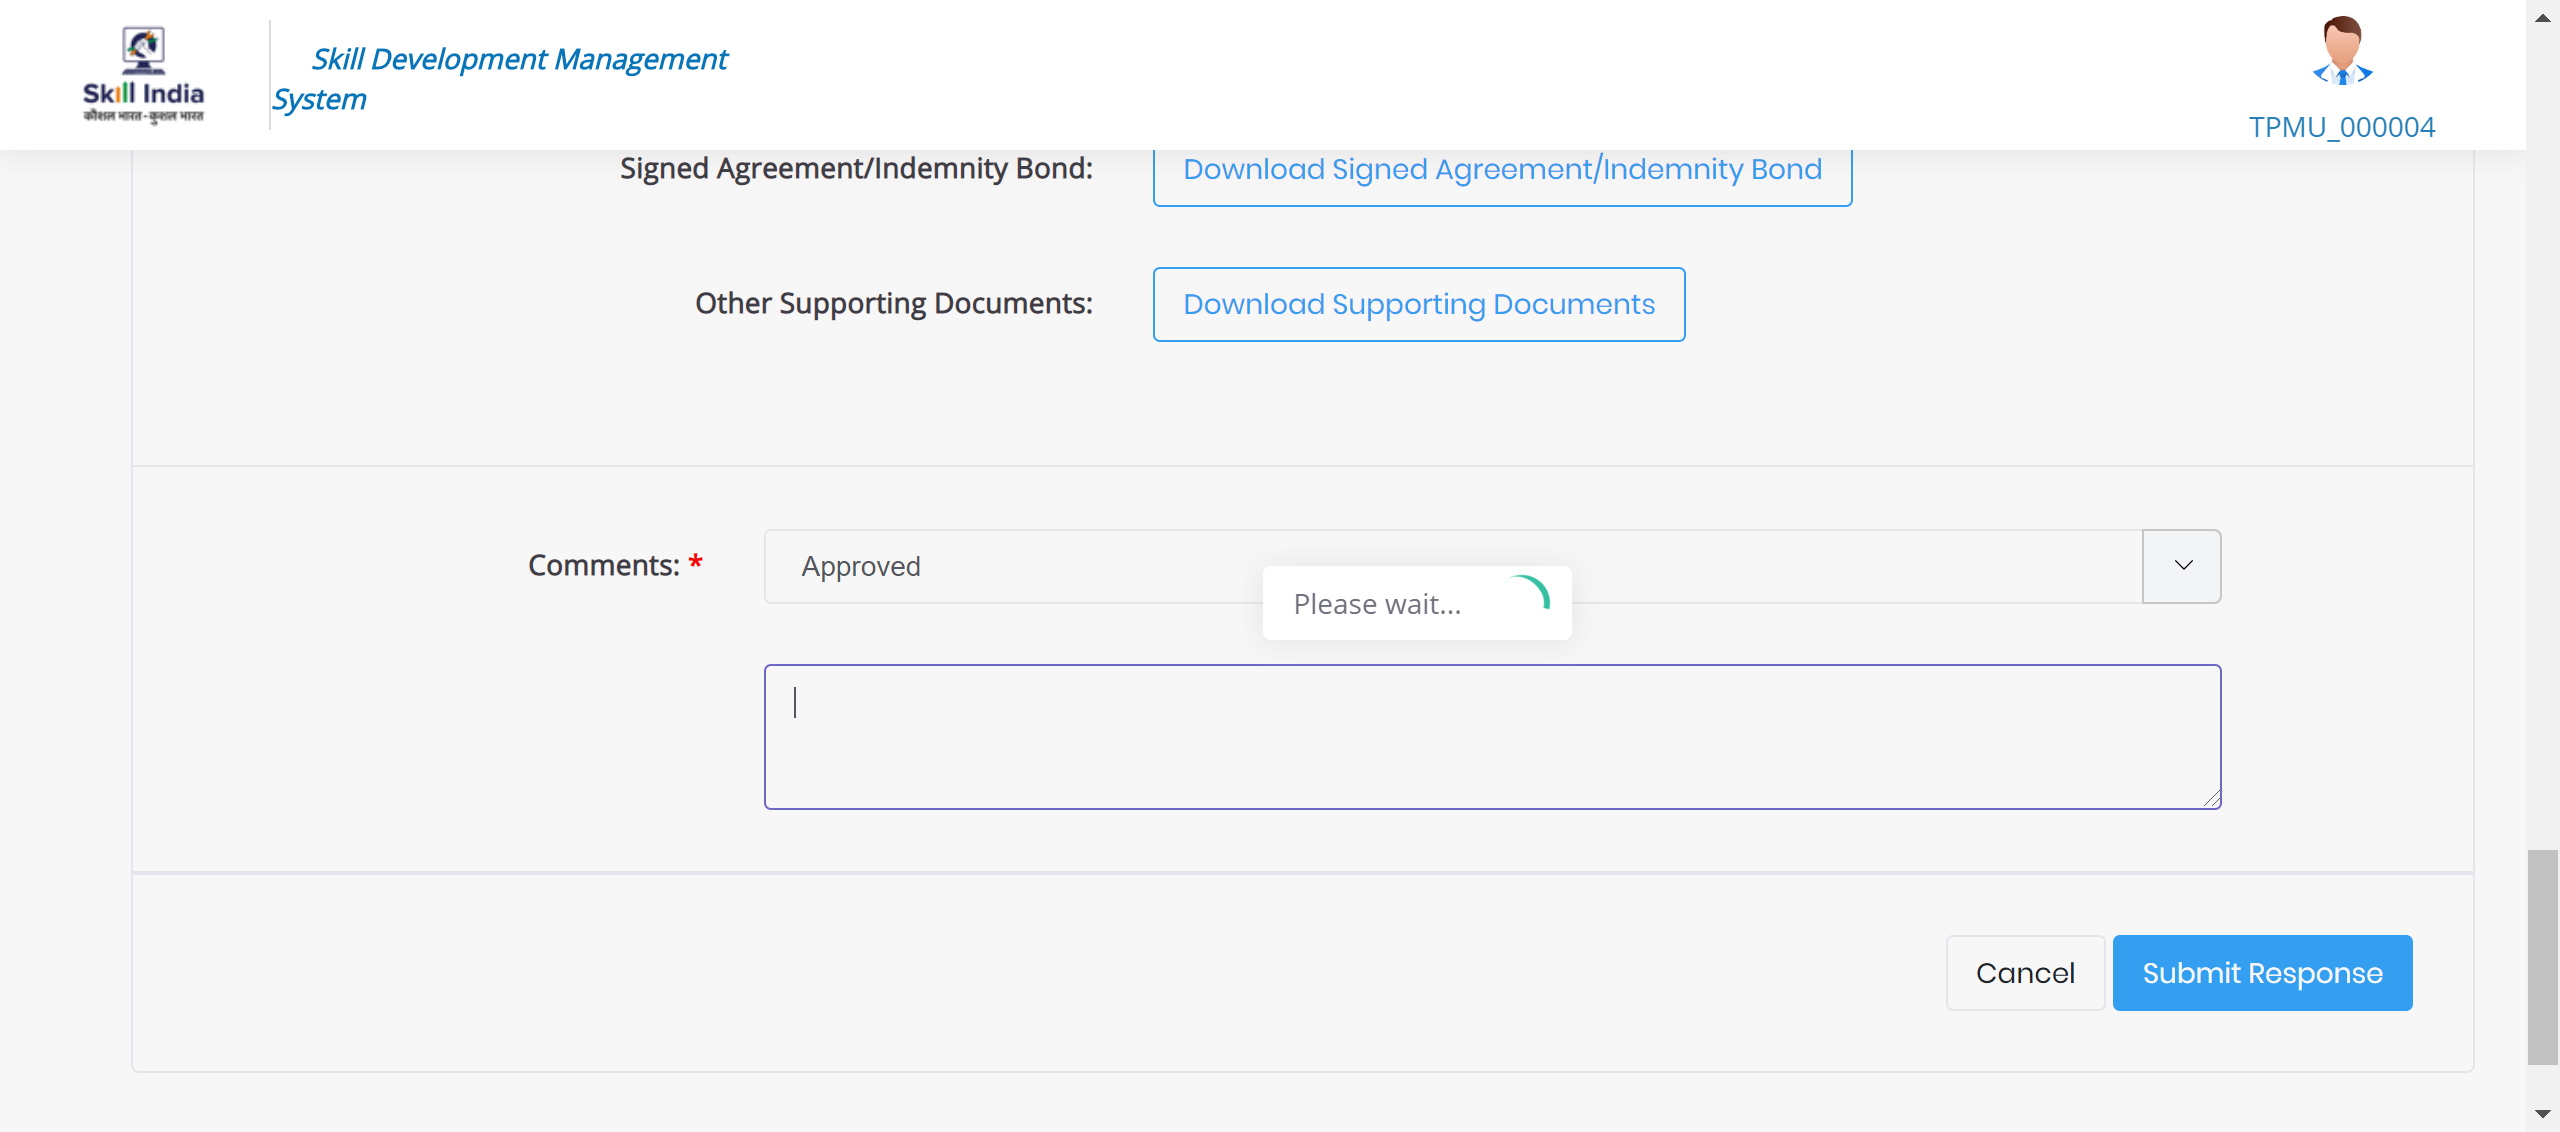 Skill India
कौशल भारत - कुशल भारत
Skill Development Management
System
TPMU_000004
Signed Agreement/Indemnity Bond:
Download Signed Agreement/Indemnity Bond
Other Supporting Documents:
Download Supporting Documents
Comments: *
Approved
Please wait...
Cancel
Submit Response